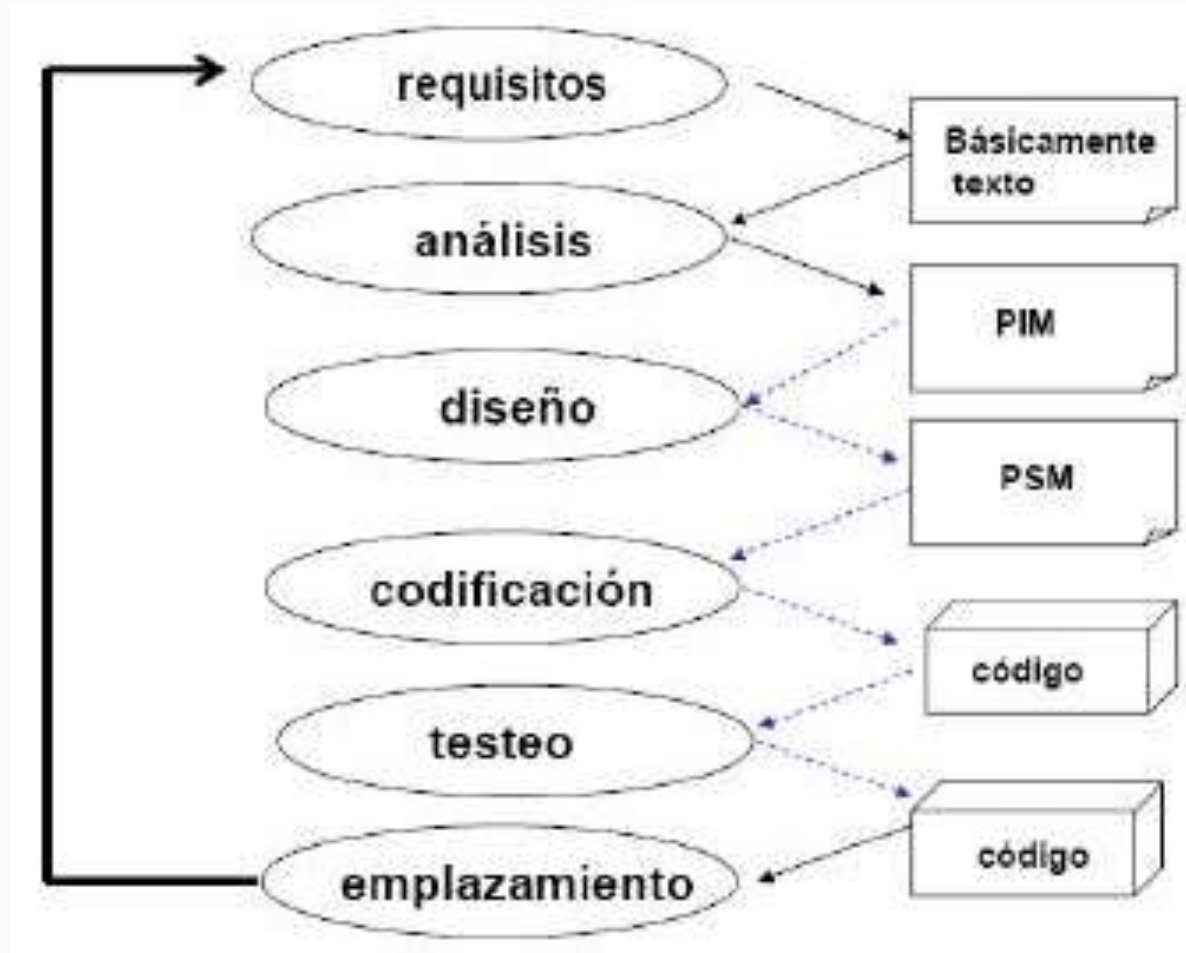 requisitos
Básicamente
texto
análisis
PIM
diseño
PSM
codificación
código
testeo
código
emplazamiento